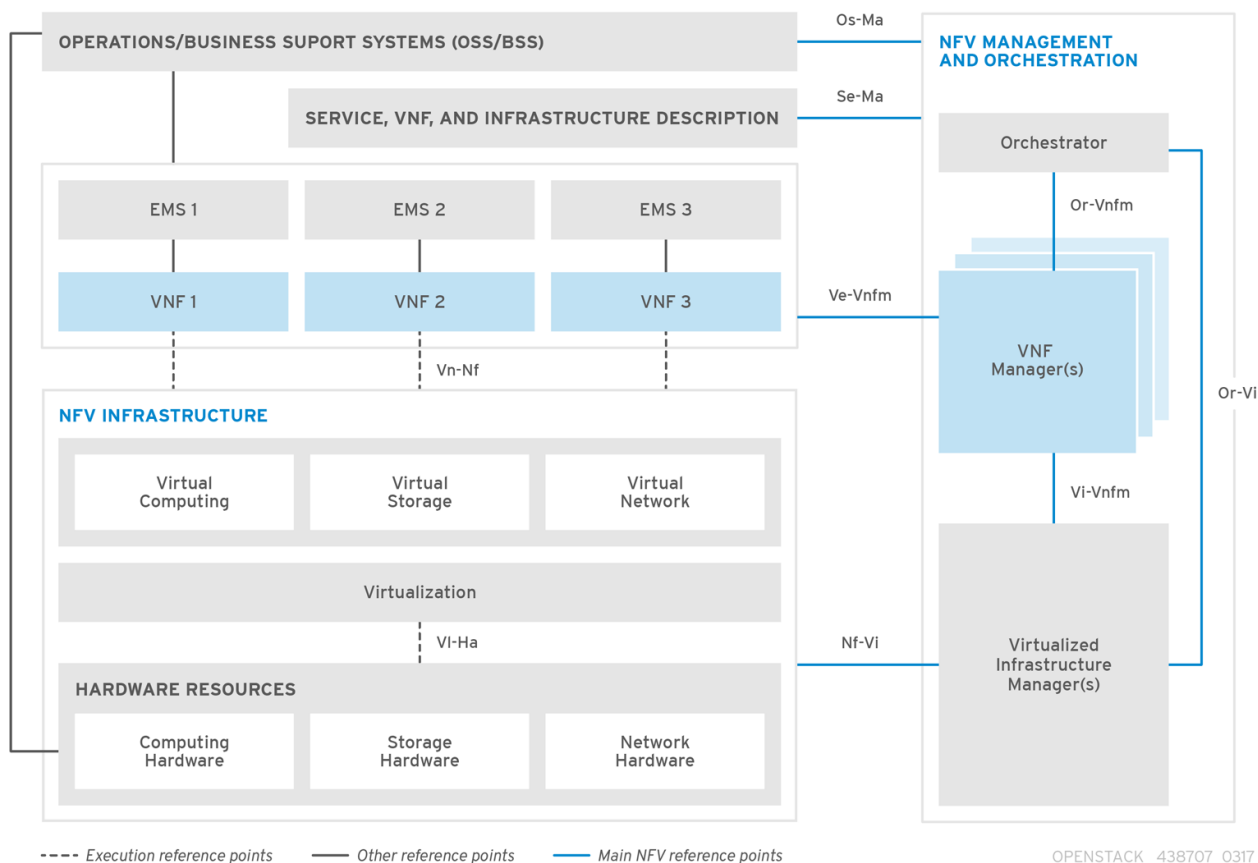 Os-Ma
OPERATIONS/BUSINESS SUPORT SYSTEMS (OSS/BSS)
NFV MANAGEMENT
AND ORCHESTRATION
Se-Ma
SERVICE, VNF, AND INFRASTRUCTURE DESCRIPTION
Orchestrator
EMS 1
EMS 2
EMS 3
Or-Vnfm
VNF 1
VNF 2
VNF 3
Ve-Vnfm
VNF
Manager(s)
Vn-Nf
Or-Vi
NFV INFRASTRUCTURE
Virtual
Computing
Virtual
Storage
Virtual
Network
Vi-Vnfm
Virtualization
VI-Ha
Nf-Vi
Virtualized
Infrastructure
Manager(s)
HARDWARE RESOURCES
Computing
Hardware
Storage
Hardware
Network
Hardware
Execution reference points
Other reference points
Main NFV reference points
OPENSTACK_438707_0317